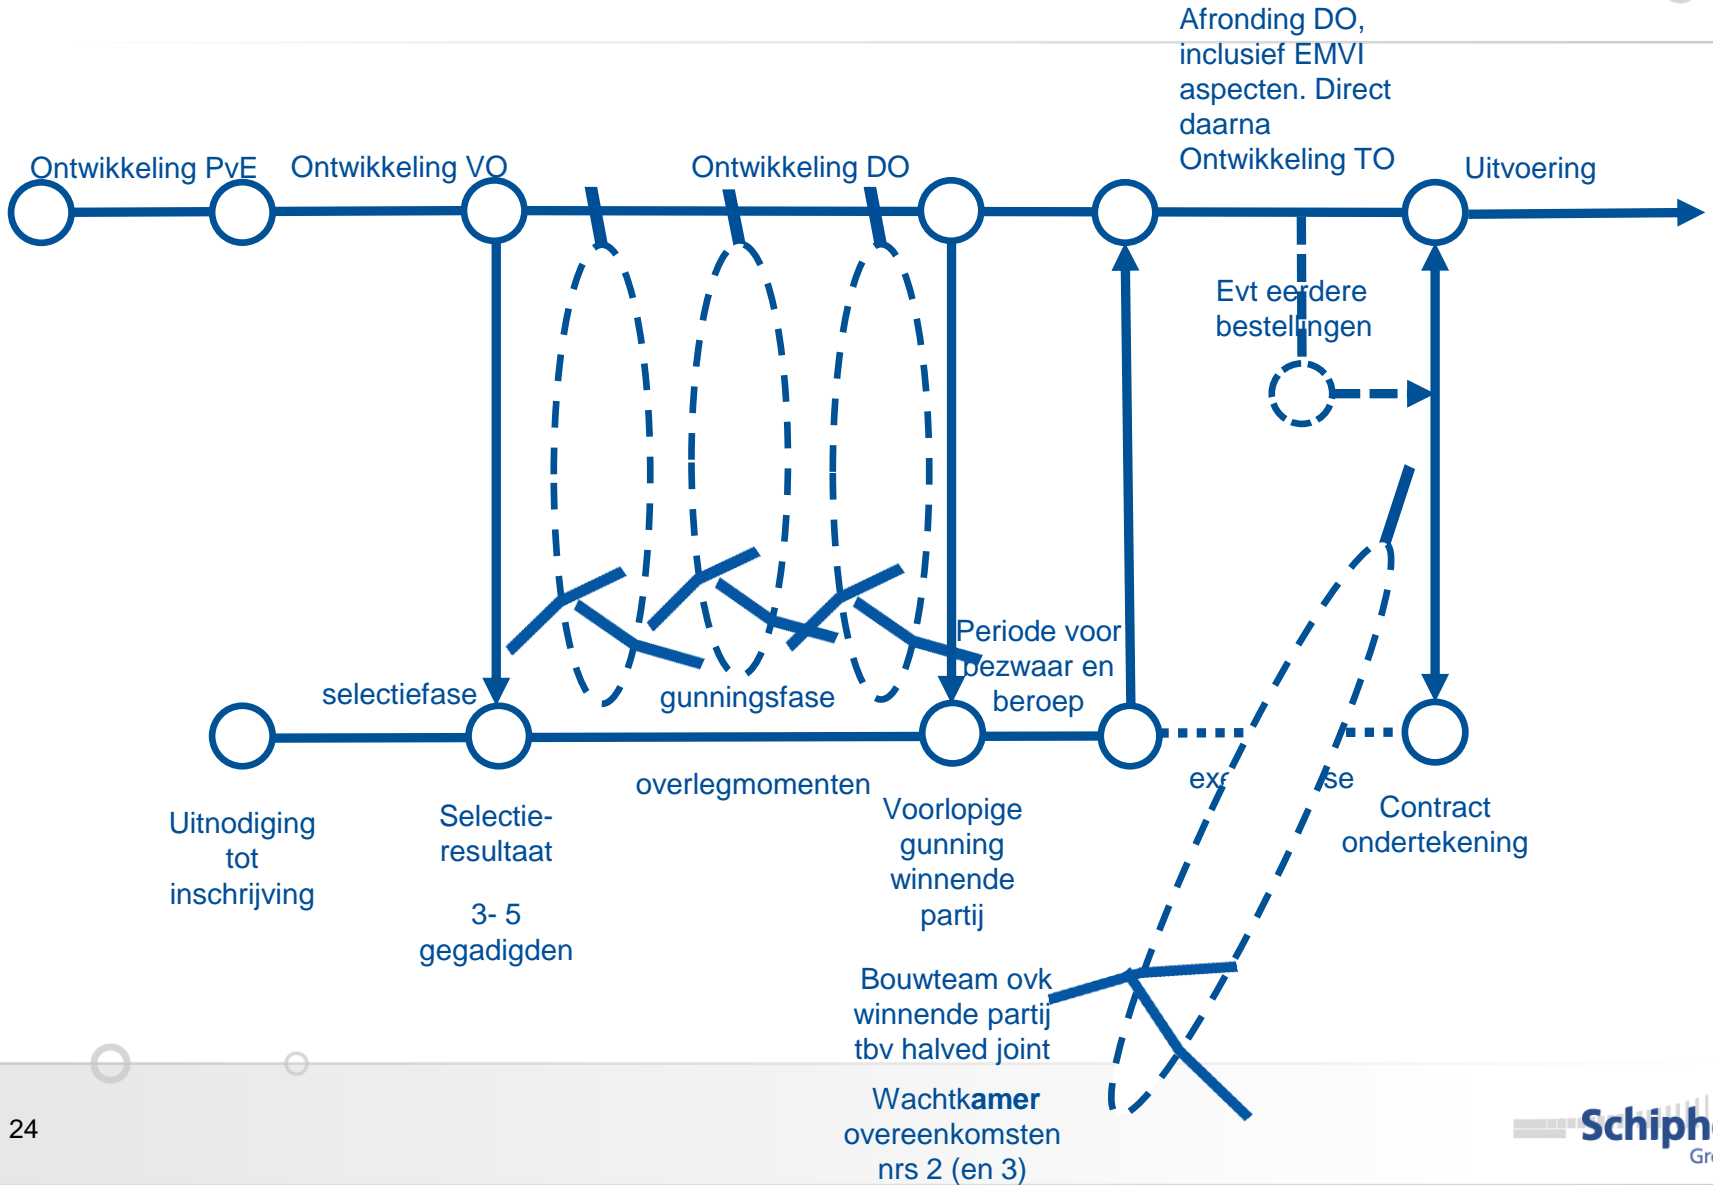 Afronding DO,
inclusief EMVI
aspecten. Direct
daarna
Ontwikkeling TO
Ontwikkeling PvE
Ontwikkeling VO
Ontwikkeling DO
Uitvoering
Evt eerdere
bestellingen
Periode voor
bezwaar en
beroep
selectiefase
gunningsfase
overlegmomenten
Uitnodiging
tot
inschrijving
Selectie-
resultaat
3- 5
gegadigden
Voorlopige
gunning
winnende
partij
Contract
ondertekening
Bouwteam ovk
winnende partij
tbv halved joint
Wachtkamer
overeenkomsten
nrs 2 (en 3)
24